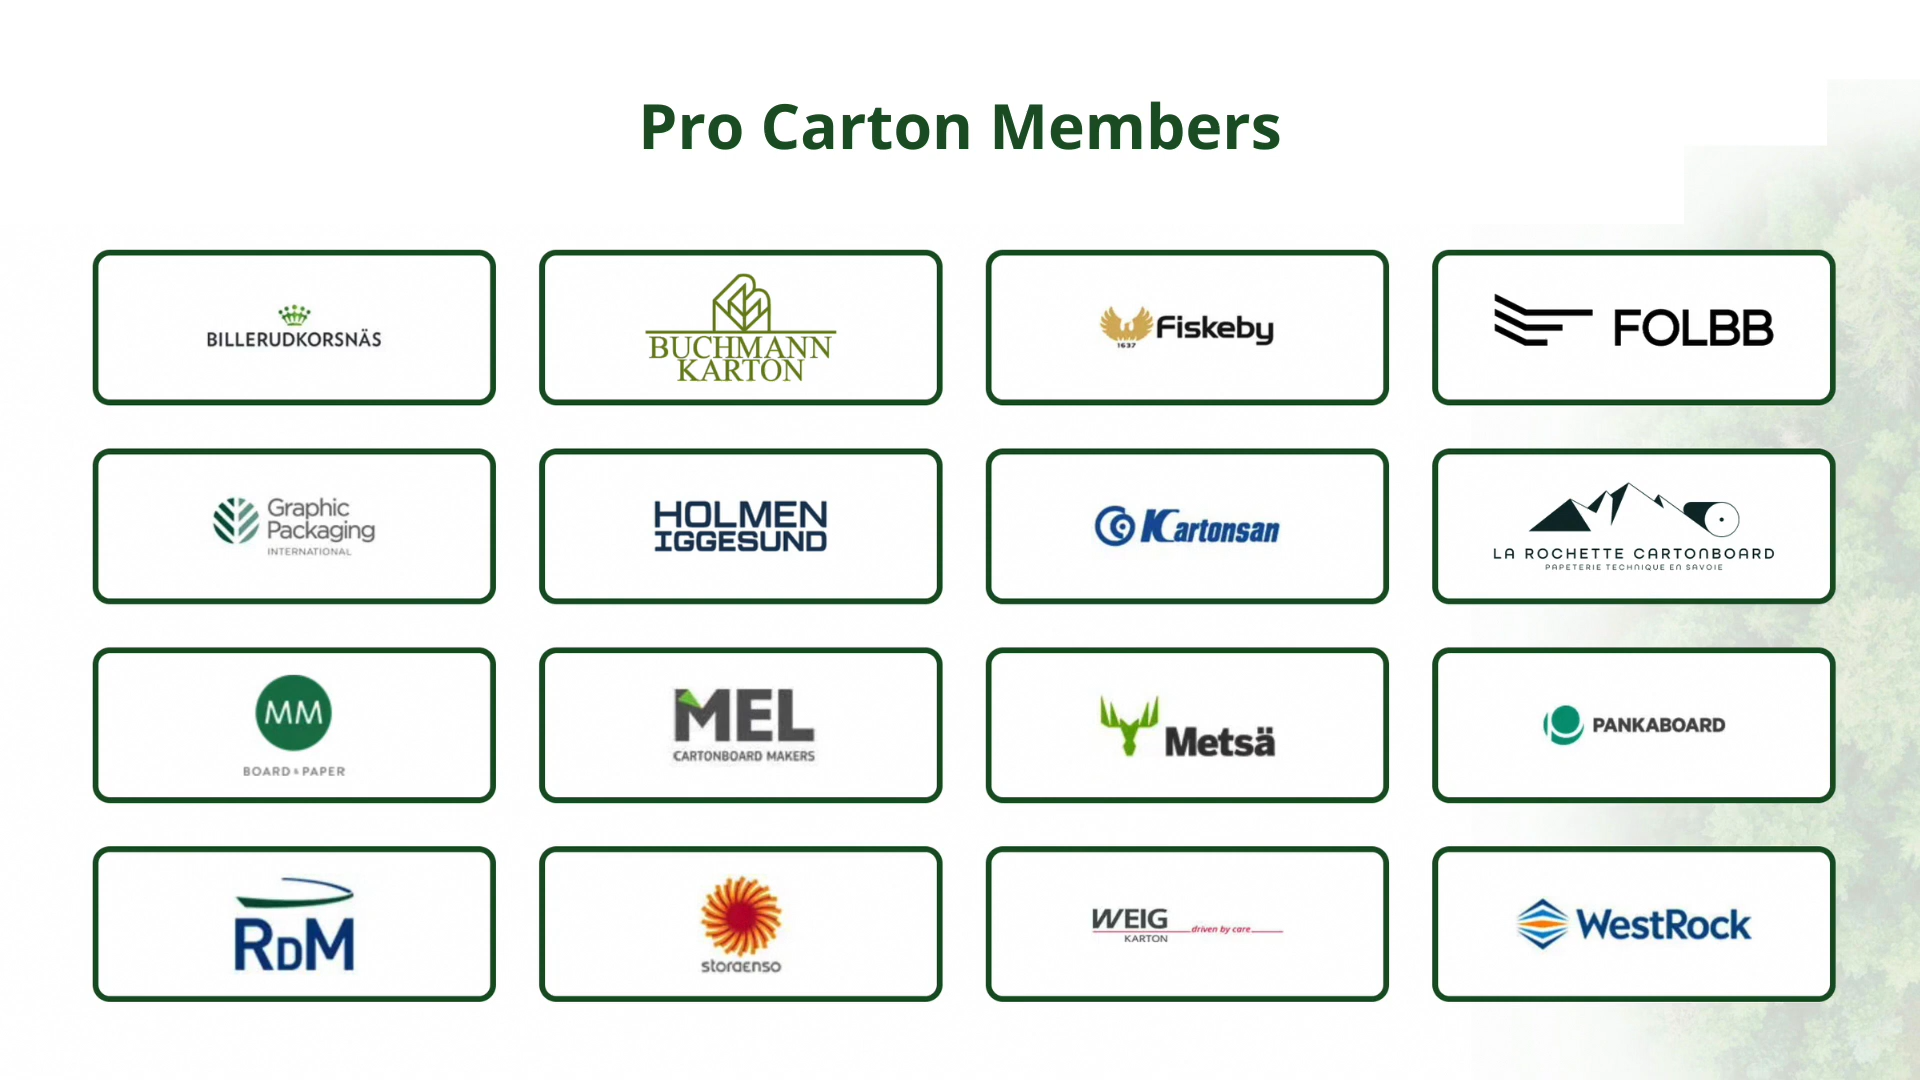 Pro Carton Members
BILLERUDKORSNÄS
BUCHMANN
KARTON
1637
Fiskeby
FOLBB
Graphic
Packaging
INTERNATIONAL
HOLMEN
IGGESUND
Kartonsan
LA ROCHETTE CARTONBOARD
PAPETERIE TECHNIQUE EN SAVOIE
MM
BOARD & PAPER
MEL
CARTONBOARD MAKERS
Metsä
PANKABOARD
RDM
storaenso
WEIG
KARTON
driven by care
WestRock